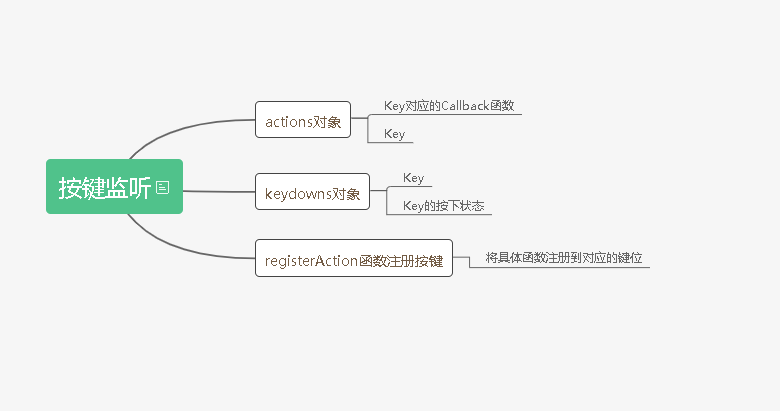 按键监听
actions对象
Key对应的Callback函数
Key
keydowns对象
Key
Key的按下状态
registerAction函数注册按键
将具体函数注册到对应的键位